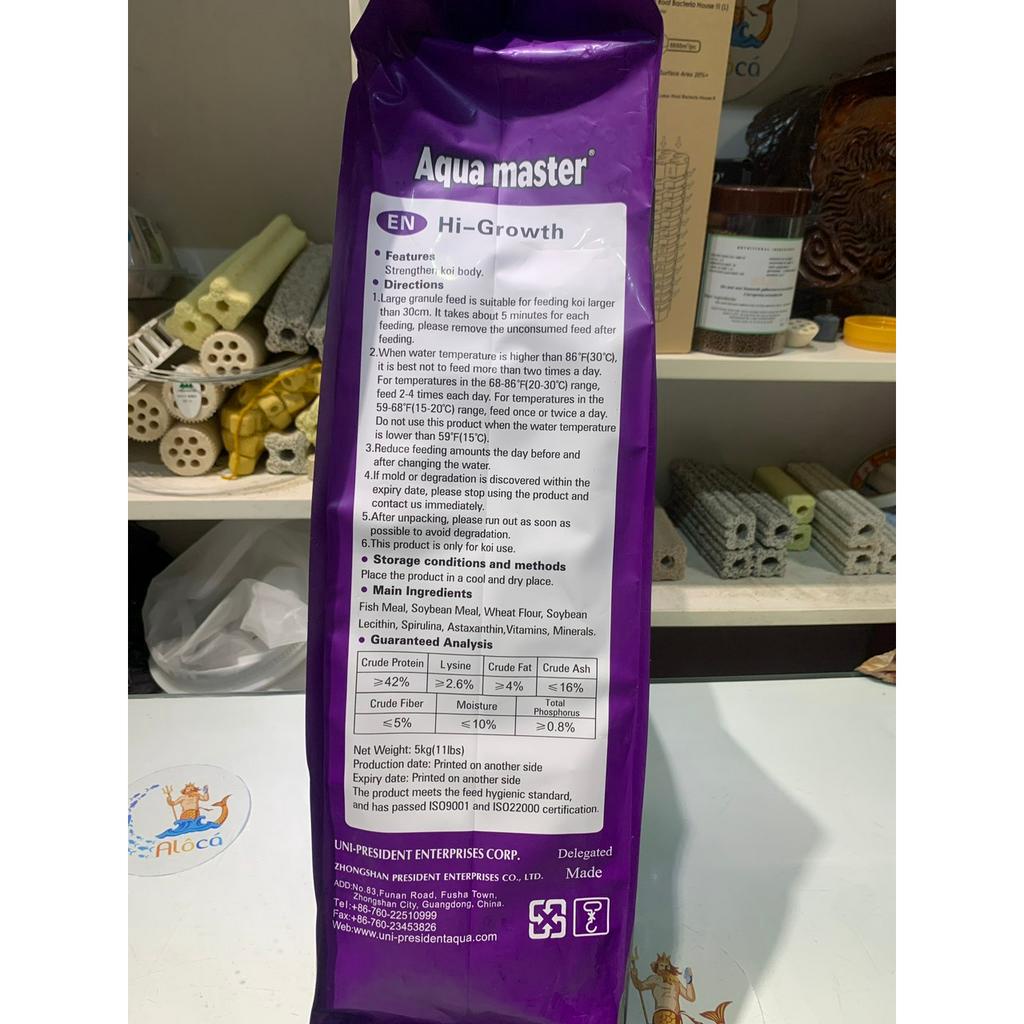 Aqua master®
EN Hi-Growth
• Features
Strengthen koi body.
• Directions
1.Large granule feed is suitable for feeding koi larger
than 30cm. It takes about 5 minutes for each
feeding, please remove the unconsumed feed after
feeding.
2.When water temperature is higher than 86°F(30℃),
it is best not to feed more than two times a day.
For temperatures in the 68-86°F(20-30℃) range,
feed 2-4 times each day. For temperatures in the
59-68°F(15-20℃) range, feed once or twice a day.
Do not use this product when the water temperature
is lower than 59°F(15℃).
3.Reduce feeding amounts the day before and
after changing the water.
4.If mold or degradation is discovered within the
expiry date, please stop using the product and
contact us immediately.
5.After unpacking, please run out as soon as
possible to avoid degradation.
6.This product is only for koi use.
• Storage conditions and methods
Place the product in a cool and dry place.
• Main Ingredients
Fish Meal, Soybean Meal, Wheat Flour, Soybean
Lecithin, Spirulina, Astaxanthin,Vitamins, Minerals.
• Guaranteed Analysis
Crude Protein Lysine Crude Fat Crude Ash
≥42% ≥2.6% ≥4% ≤16%
Crude Fiber Moisture Total Phosphorus
≤5% ≤10% ≥0.8%
Net Weight: 5kg(11lbs)
Production date: Printed on another side
Expiry date: Printed on another side
The product meets the feed hygienic standard,
and has passed ISO9001 and ISO22000 certification.
UNI-PRESIDENT ENTERPRISES CORP. Delegated
ZHONGSHAN PRESIDENT ENTERPRISES CO., LTD. Made
ADD:No.83,Funan Road, Fusha Town,
Zhongshan City, Guangdong, China.
Tel:+86-760-22510999
Fax:+86-760-23453826
Web:www.uni-presidentaqua.com
Bacteria House III (L)
Surface Area 20%+
ocá
NUTRITIONAL
Alôcá